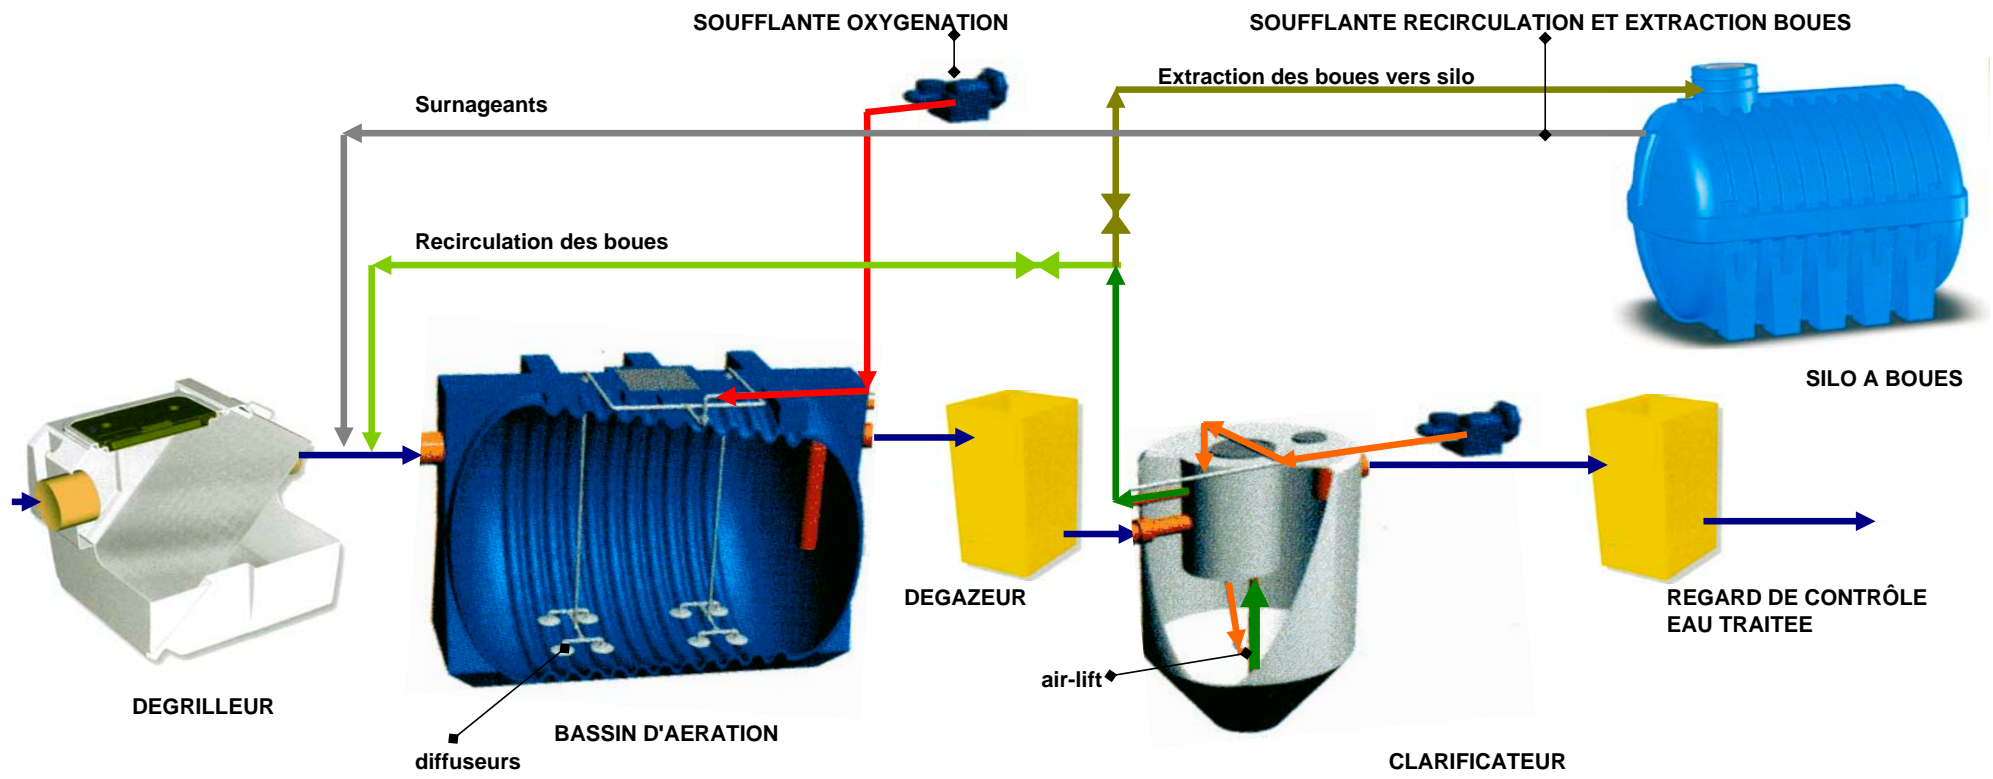 SOUFFLANTE OXYGENATION
SOUFFLANTE RECIRCULATION ET EXTRACTION BOUES
Extraction des boues vers silo
Surnageants
Recirculation des boues
SILO A BOUES
DEGAZEUR
REGARD DE CONTRÔLE
EAU TRAITEE
air-lift
DEGRILLEUR
BASSIN D'AERATION
diffuseurs
CLARIFICATEUR